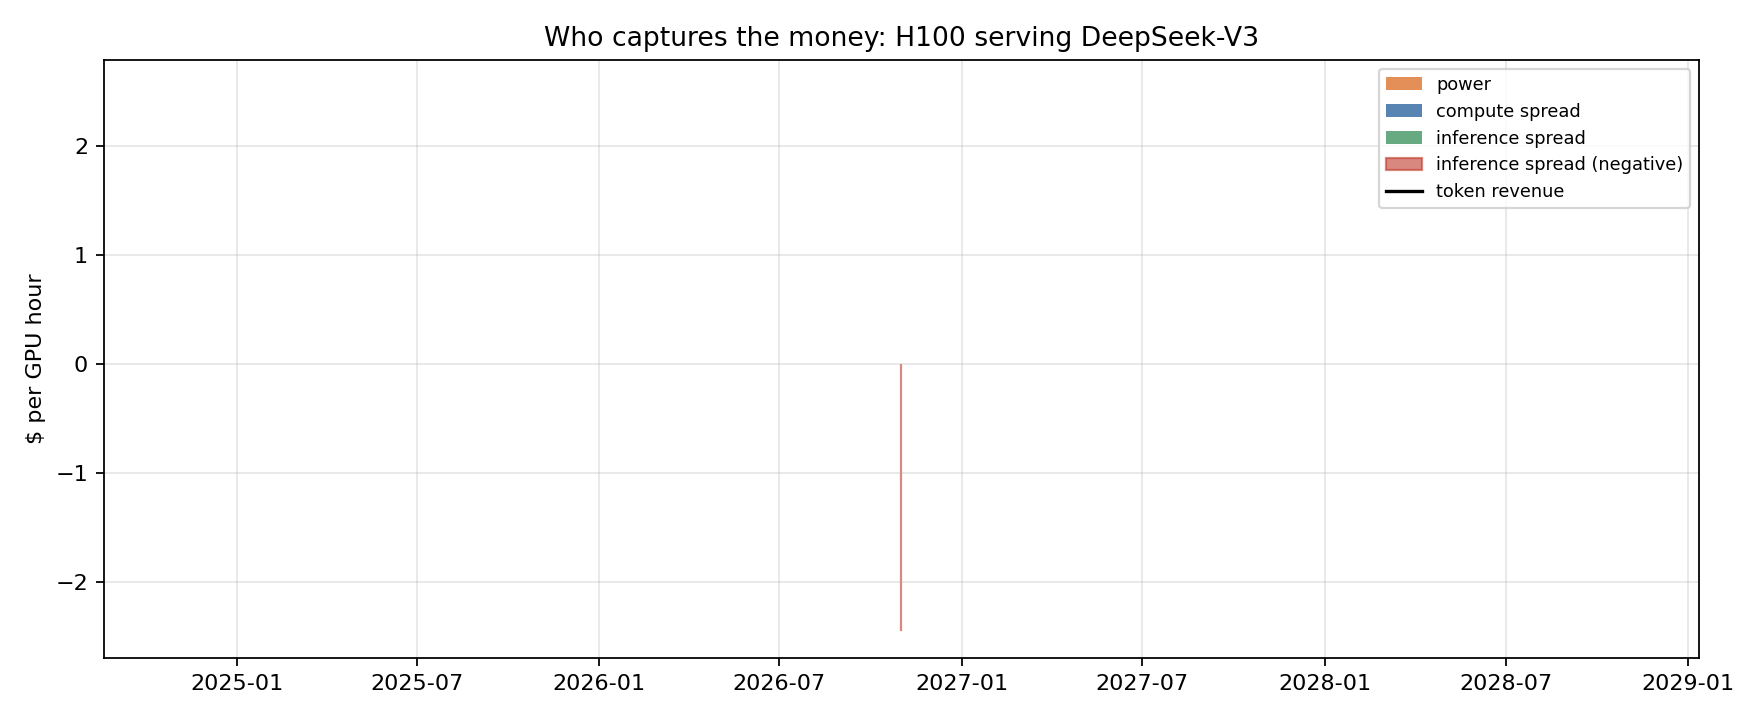 Who captures the money: H100 serving DeepSeek-V3
power
compute spread
inference spread
inference spread (negative)
token revenue
$ per GPU hour
2
1
0
−1
−2
2025-01 2025-07 2026-01 2026-07 2027-01 2027-07 2028-01 2028-07 2029-01